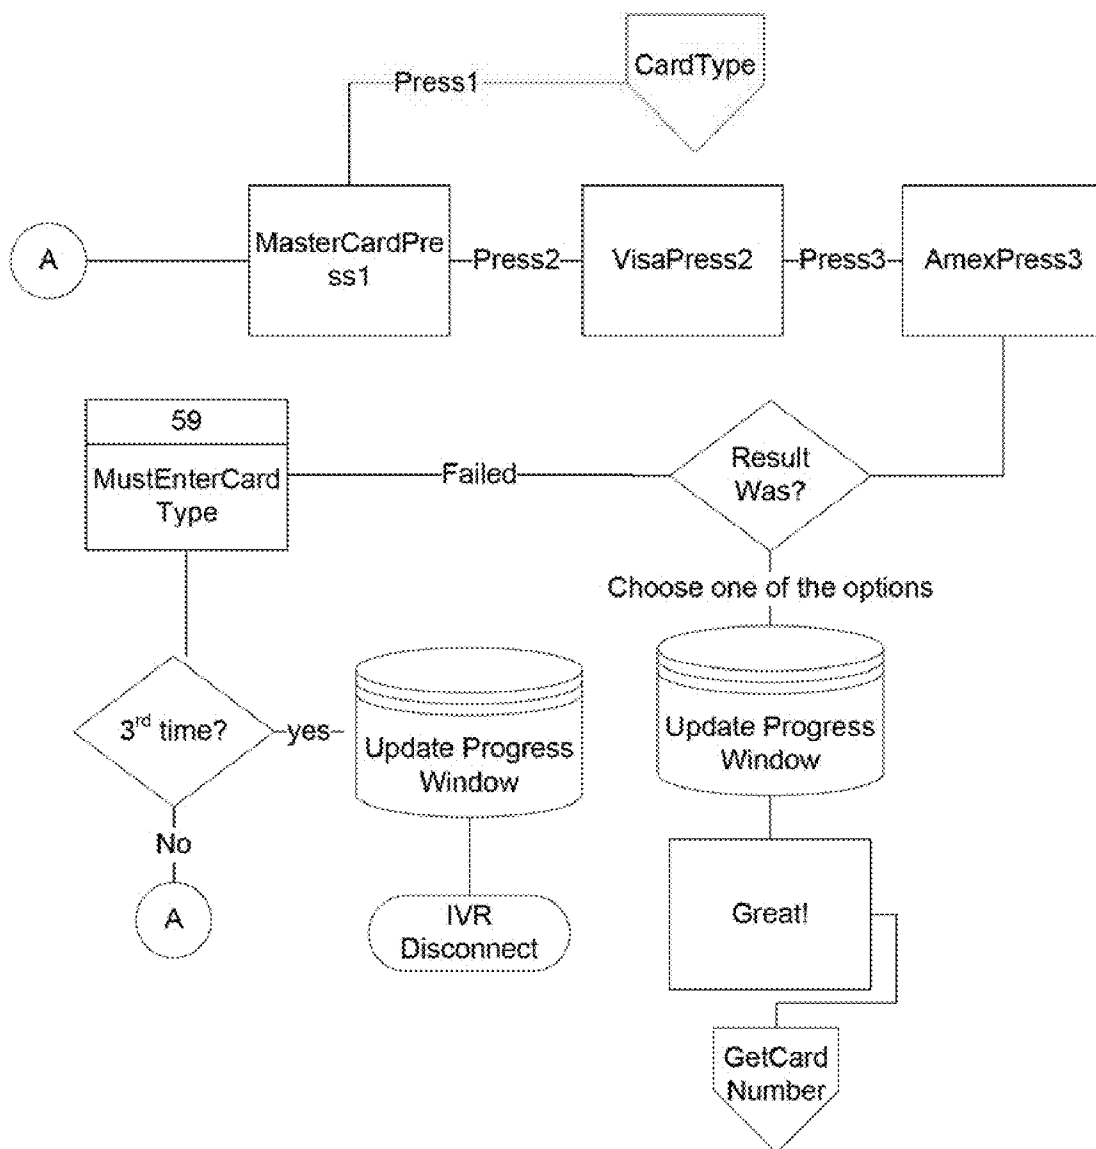 CardType
Press1
A
MasterCardPre
ss1
Press2
VisaPress2
Press3
AmexPress3
59
MustEnterCard
Type
Failed
Result
Was?
Choose one of the options
3rd time?
yes
Update Progress
Window
Update Progress
Window
No
A
IVR
Disconnect
Great!
GetCard
Number